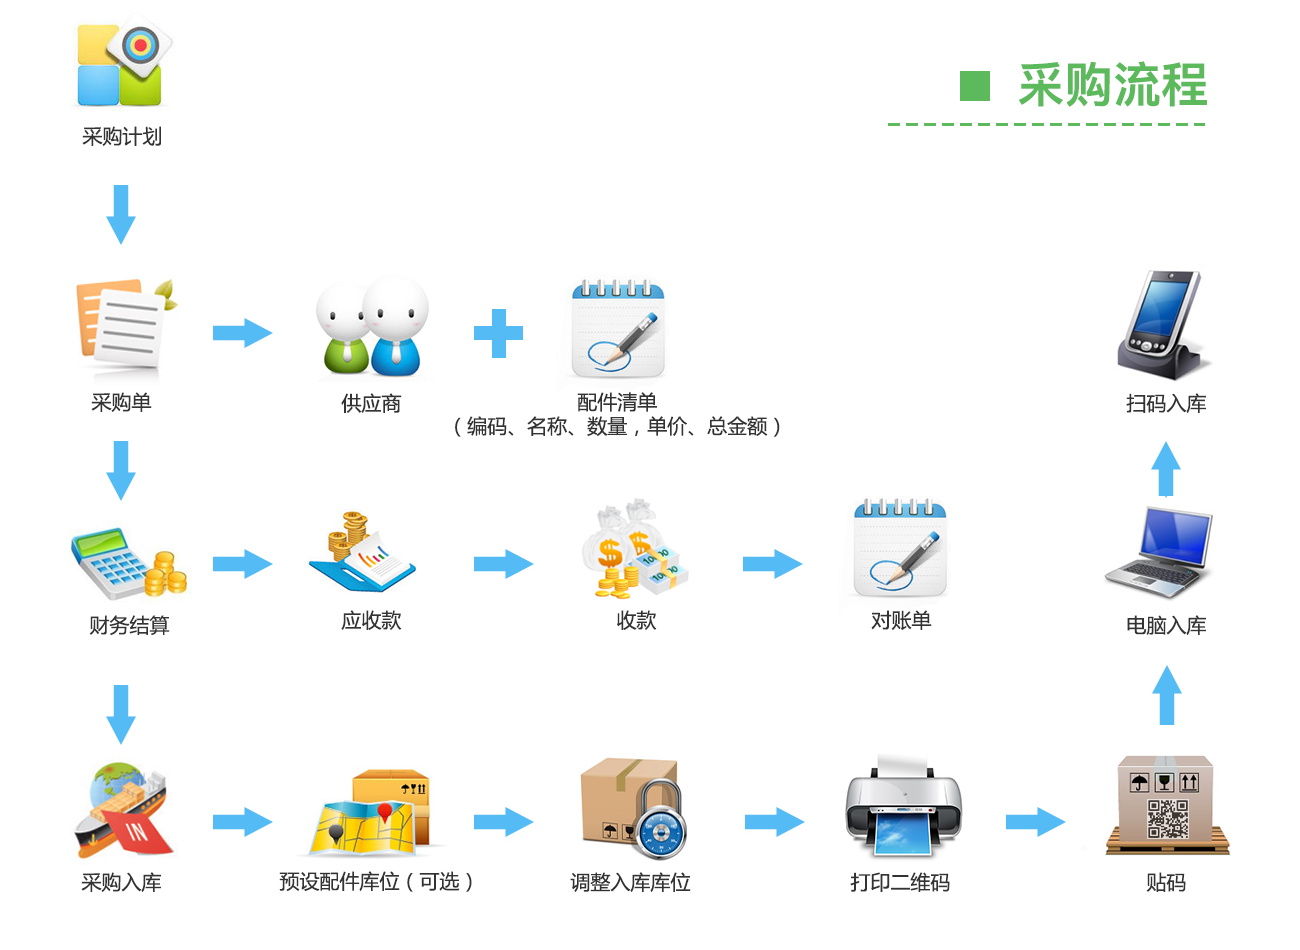 采购流程
采购计划
采购单
供应商
配件清单
（编码、名称、数量，单价、总金额）
扫码入库
财务结算
应收款
收款
对账单
电脑入库
采购入库
IN
预设配件库位（可选）
调整入库库位
打印二维码
贴码